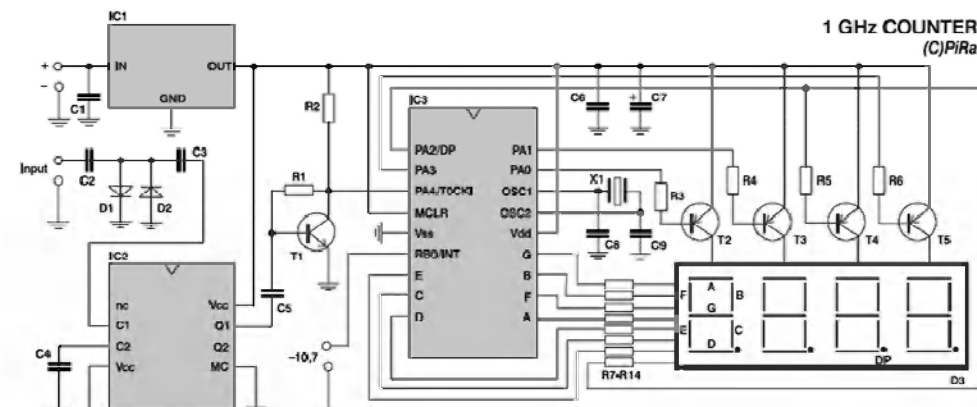 1 GHz COUNTER
(C)PiRa
IC1
+
IN
OUT
-
GND
C1
R2
IC3
C6
+
C7
Input
C2
C3
D1
D2
R1
T1
PA2/DP
PA3
PA4/T0CKI
MCLR
Vss
RB0/INT
E
C
D
PA1
PA0
OSC1
OSC2
Vdd
G
B
F
A
X1
C8
C9
R3
R4
R5
R6
T2
T3
T4
T5
IC2
nc
C1
C2
Vcc
Vcc
Q1
Q2
MC
C4
C5
-10,7
R7-R14
A
F
B
G
E
C
D
DP
D3